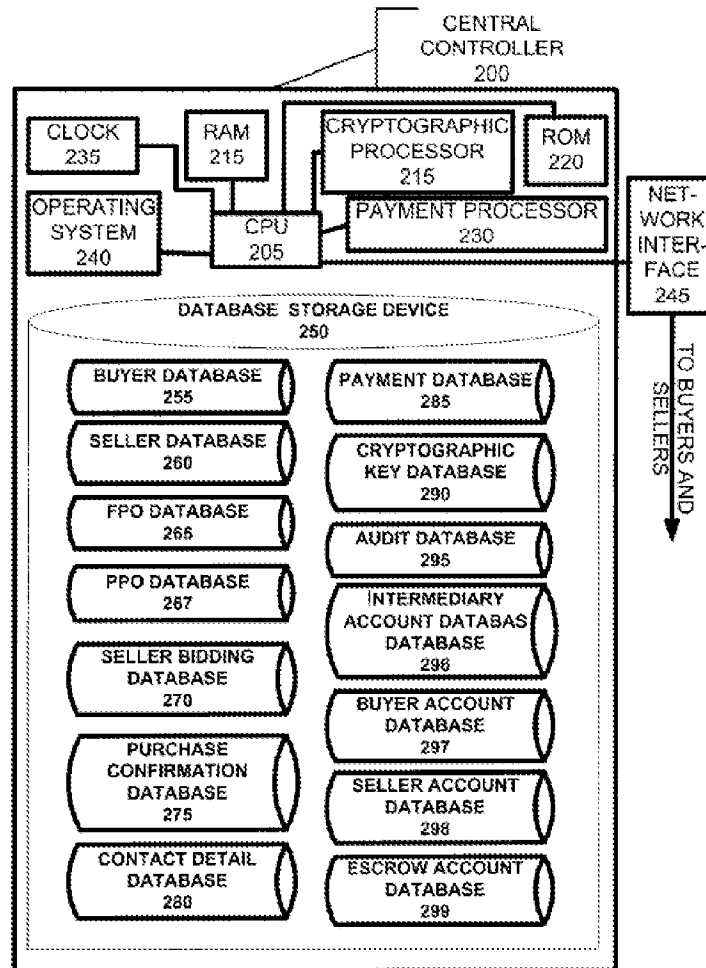 CENTRAL
CONTROLLER
200
CLOCK
235
RAM
215
CRYPTOGRAPHIC
PROCESSOR
215
ROM
220
OPERATING
SYSTEM
240
CPU
205
PAYMENT PROCESSOR
230
NET-
WORK
INTER-
FACE
245
TO BUYERS AND
SELLERS
DATABASE STORAGE DEVICE
250
BUYER DATABASE
255
SELLER DATABASE
260
FPO DATABASE
265
PPO DATABASE
267
SELLER BIDDING
DATABASE
270
PURCHASE
CONFIRMATION
DATABASE
275
CONTACT DETAIL
DATABASE
280
PAYMENT DATABASE
285
CRYPTOGRAPHIC
KEY DATABASE
290
AUDIT DATABASE
295
INTERMEDIARY
ACCOUNT DATABAS
DATABASE
296
BUYER ACCOUNT
DATABASE
297
SELLER ACCOUNT
DATABASE
298
ESCROW ACCOUNT
DATABASE
299